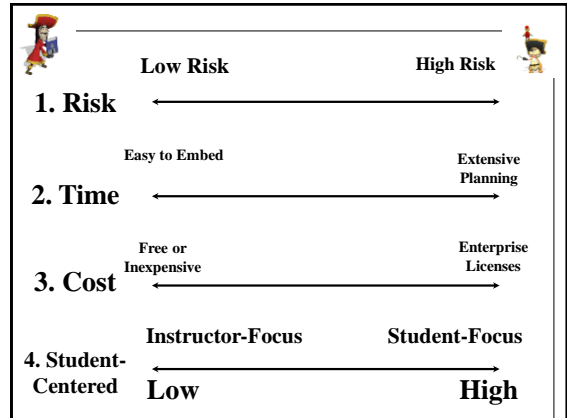 Low Risk High Risk
1. Risk
Easy to Embed Extensive
Planning
2. Time
Free or Enterprise
Inexpensive Licenses
3. Cost
Instructor-Focus Student-Focus
4. Student-
Centered Low High